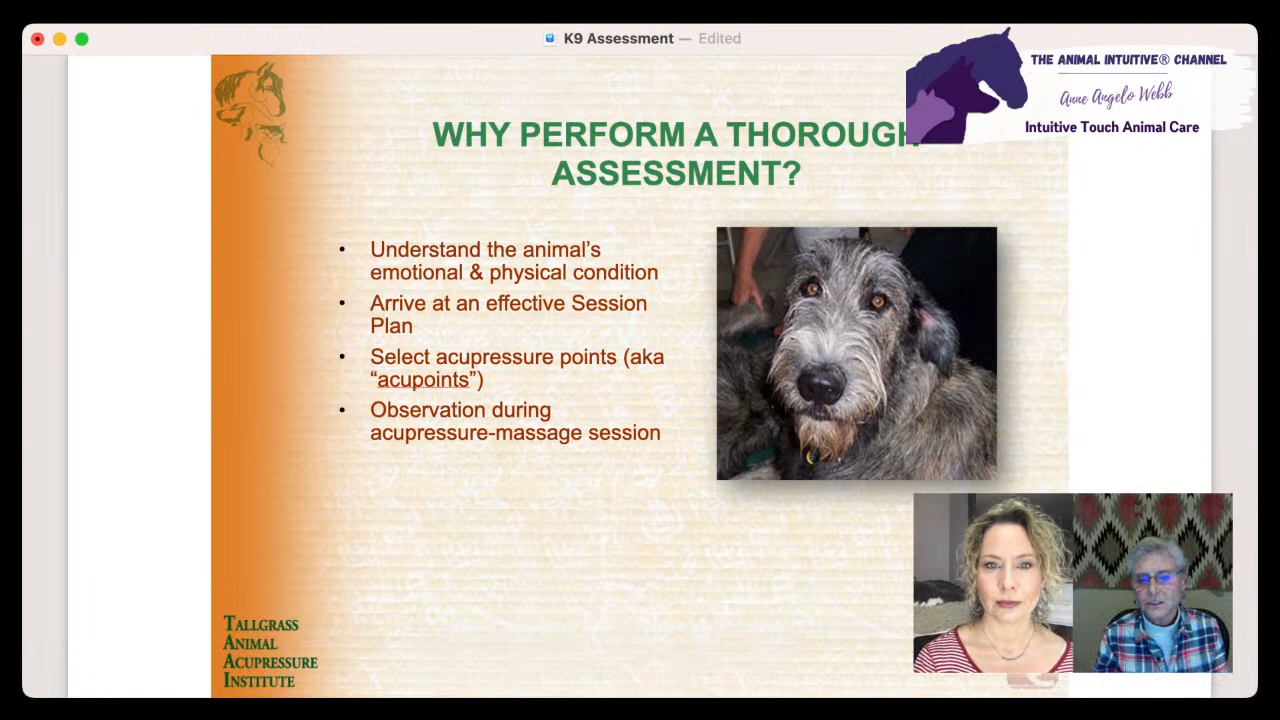 K9 Assessment — Edited
THE ANIMAL INTUITIVE® CHANNEL
Anne Angelo Webb
Intuitive Touch Animal Care
WHY PERFORM A THOROUGH
ASSESSMENT?
• Understand the animal’s
emotional & physical condition
• Arrive at an effective Session
Plan
• Select acupressure points (aka
“acupoints”)
• Observation during
acupressure-massage session
TALLGRASS
ANIMAL
ACUPRESSURE
INSTITUTE